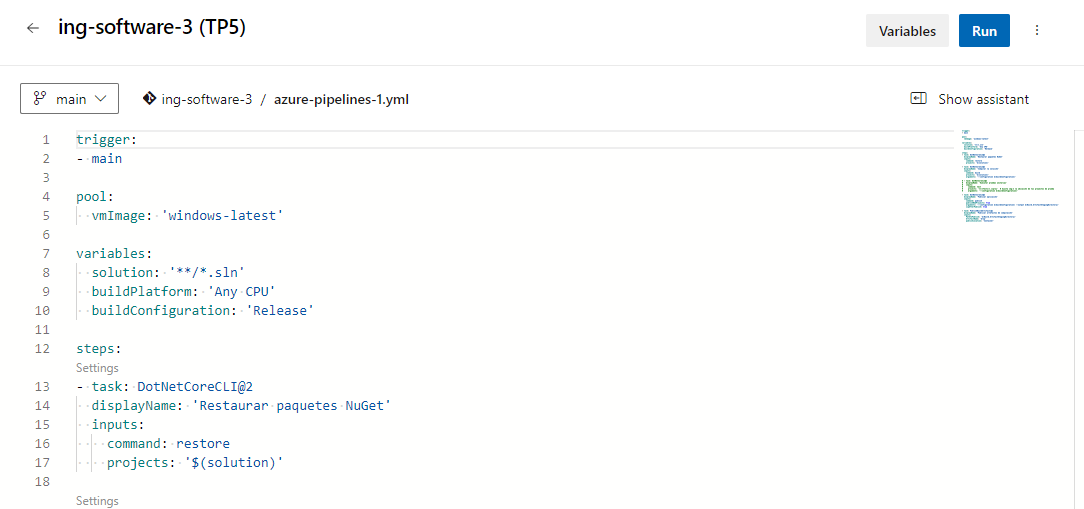 ing-software-3 (TP5)
Variables
Run
main
ing-software-3 / azure-pipelines-1.yml
Show assistant
1 trigger:
2 - main
3
4 pool:
5   vmImage: 'windows-latest'
6
7 variables:
8   solution: '**/*.sln'
9   buildPlatform: 'Any CPU'
10   buildConfiguration: 'Release'
11
12 steps:
Settings
13 - task: DotNetCoreCLI@2
14   displayName: 'Restaurar paquetes NuGet'
15   inputs:
16     command: restore
17     projects: '$(solution)'
18
Settings